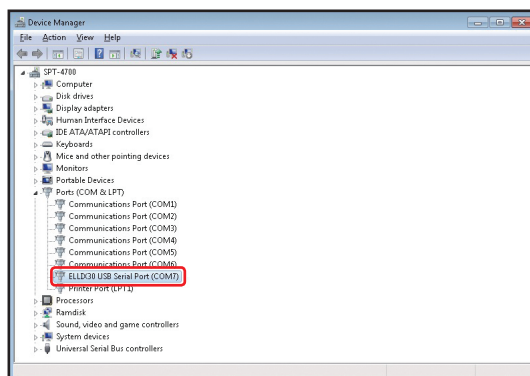 Device Manager
File Action View Help
SPT-4700
Computer
Disk drives
Display adapters
Human Interface Devices
IDE ATA/ATAPI controllers
Keyboards
Mice and other pointing devices
Monitors
Portable Devices
Ports (COM & LPT)
Communications Port (COM1)
Communications Port (COM2)
Communications Port (COM3)
Communications Port (COM4)
Communications Port (COM5)
Communications Port (COM6)
ELLDI30 USB Serial Port (COM7)
Printer Port (LPT1)
Processors
Ramdisk
Sound, video and game controllers
System devices
Universal Serial Bus controllers